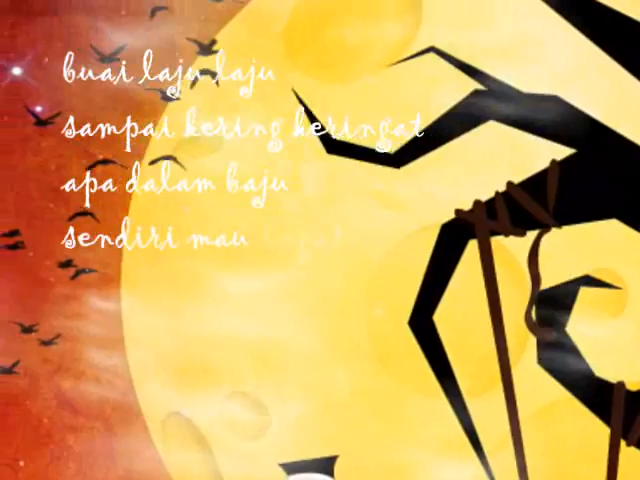 buai laju laju
sampai kering keringat
apa dalam baju
sendiri mau